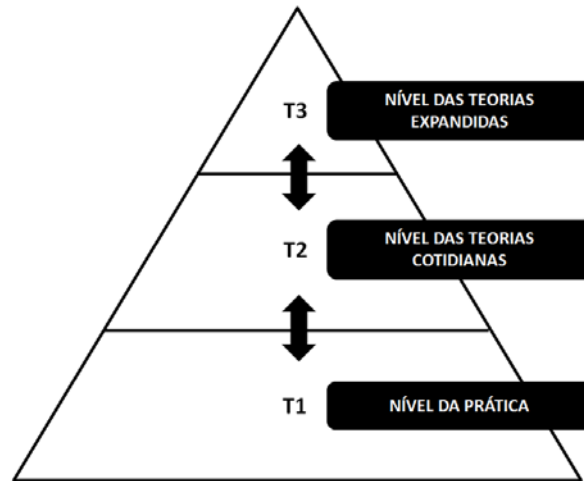 T3
NÍVEL DAS TEORIAS
EXPANDIDAS
T2
NÍVEL DAS TEORIAS
COTIDIANAS
T1
NÍVEL DA PRÁTICA